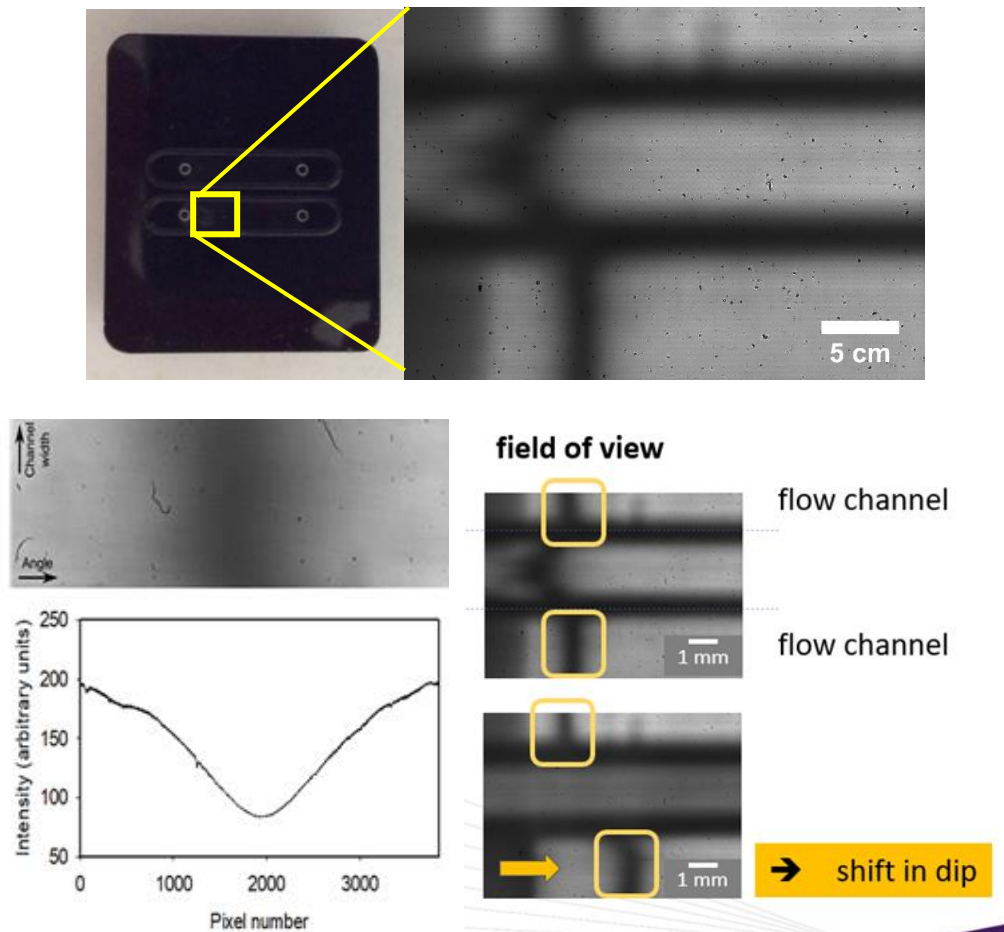 5 cm
Channel
width
Angle
250
200
150
100
50
Intensity (arbitrary units)
0
1000
2000
3000
Pixel number
field of view
flow channel
1 mm
flow channel
1 mm
➔ shift in dip